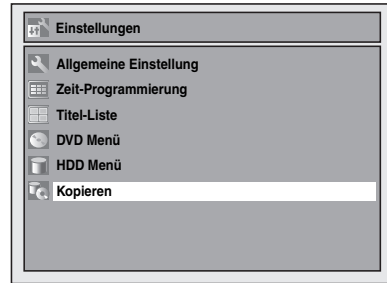 Einstellungen
Allgemeine Einstellung
Zeit-Programmierung
Titel-Liste
DVD Menü
HDD Menü
Kopieren